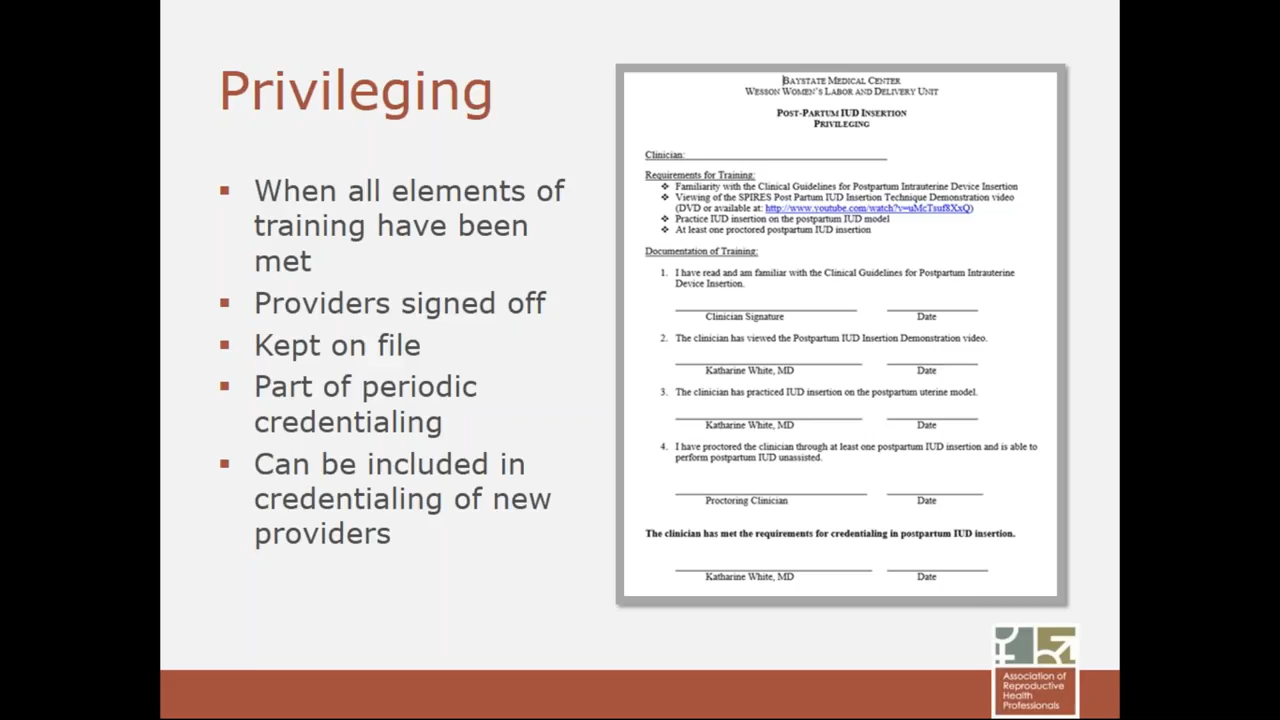 Privileging
▪ When all elements of
training have been
met
▪ Providers signed off
▪ Kept on file
▪ Part of periodic
credentialing
▪ Can be included in
credentialing of new
providers
BAYSTATE MEDICAL CENTER
WESSON WOMEN'S LABOR AND DELIVERY UNIT
POST-PARTUM IUD INSERTION
PRIVILEGING
Clinician:
Requirements for Training:
❖ Familiarity with the Clinical Guidelines for Postpartum Intrauterine Device Insertion
❖ Viewing of the SPIRES Post Partum IUD Insertion Technique Demonstration video
(DVD or available at: http://www.youtube.com/watch?v=uMcTsuf8XxQ)
❖ Practice IUD insertion on the postpartum model
❖ At least one proctored postpartum IUD insertion
Documentation of Training:
1. I have read and am familiar with the Clinical Guidelines for Postpartum Intrauterine
Device Insertion.
Clinician Signature Date
2. The clinician has viewed the Postpartum IUD Insertion Demonstration video.
Katharine White, MD Date
3. The clinician has practiced IUD insertion on the postpartum uterine model.
Katharine White, MD Date
4. I have proctored the clinician through at least one postpartum IUD insertion and is able to
perform postpartum IUD unassisted.
Proctoring Clinician Date
The clinician has met the requirements for credentialing in postpartum IUD insertion.
Katharine White, MD Date
Association of
Reproductive
Health
Professionals